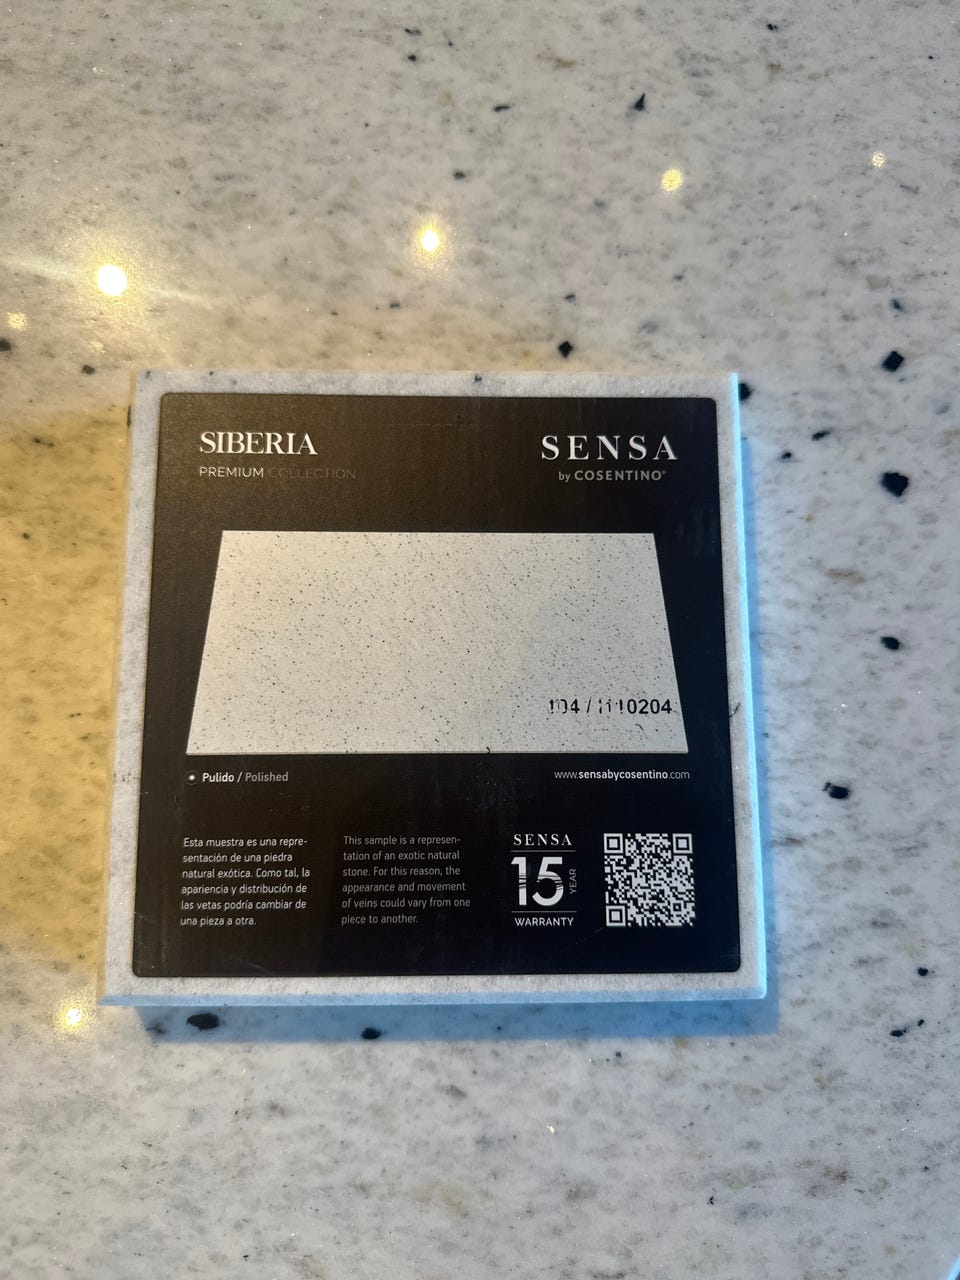 SIBERIA
PREMIUM COLLECTION
SENSA
by COSENTINO®
Pulido / Polished
www.sensabycosentino.com
Esta muestra es una repre-
sentación de una piedra
natural exótica. Como tal, la
apariencia y distribución de
las vetas podría cambiar de
una pieza a otra.
This sample is a represen-
tation of an exotic natural
stone. For this reason, the
appearance and movement
of veins could vary from one
piece to another.
SENSA
15 YEAR
WARRANTY